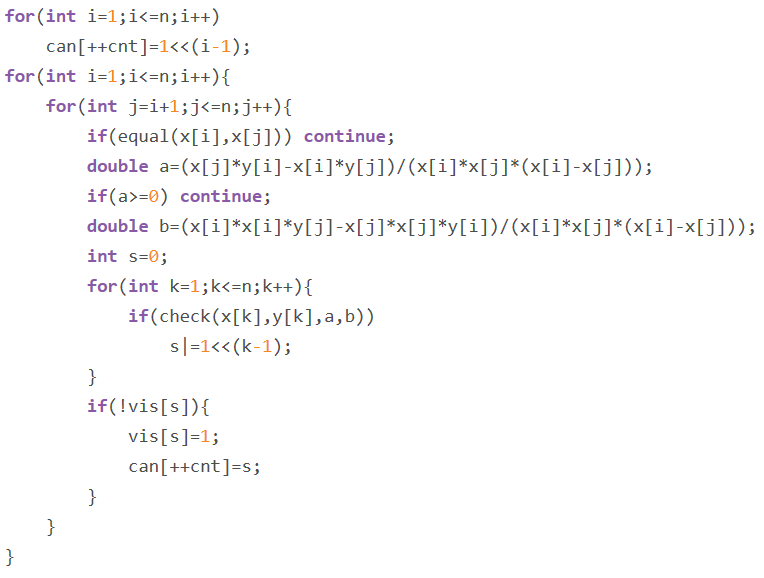 for(int i=1;i<=n;i++)
    can[++cnt]=1<<(i-1);
for(int i=1;i<=n;i++){
    for(int j=i+1;j<=n;j++){
        if(equal(x[i],x[j])) continue;
        double a=(x[j]*y[i]-x[i]*y[j])/(x[i]*x[j]*(x[i]-x[j]));
        if(a>=0) continue;
        double b=(x[i]*x[i]*y[j]-x[j]*x[j]*y[i])/(x[i]*x[j]*(x[i]-x[j]));
        int s=0;
        for(int k=1;k<=n;k++){
            if(check(x[k],y[k],a,b))
                s|=1<<(k-1);
        }
        if(!vis[s]){
            vis[s]=1;
            can[++cnt]=s;
        }
    }
}